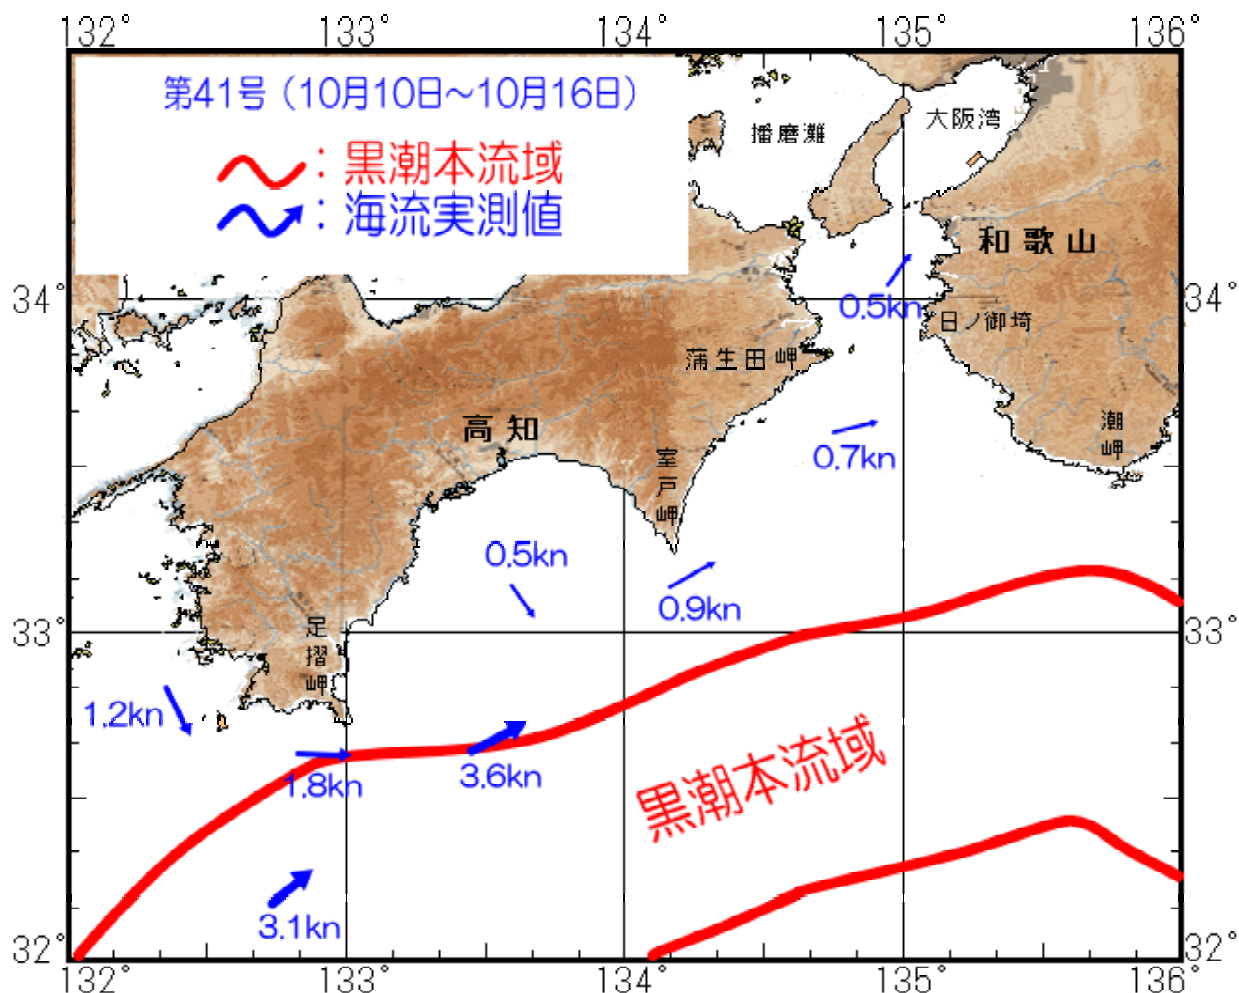 132° 133° 134° 135° 136°
第41号（10月10日～10月16日）
：黒潮本流域
：海流実測値
播磨灘
大阪湾
和歌山
34° 34°
0.5kn
日ノ御埼
蒲生田岬
潮岬
高知
室戸岬
0.7kn
0.5kn
0.9kn
33° 33°
足摺岬
1.2kn
1.8kn
3.6kn
黒潮本流域
3.1kn
32° 32°
132° 133° 134° 135° 136°